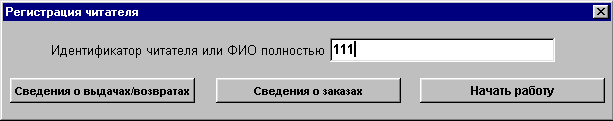 Регистрация читателя
Идентификатор читателя или ФИО полностью 111
Сведения о выдачах/возвратах Сведения о заказах Начать работу